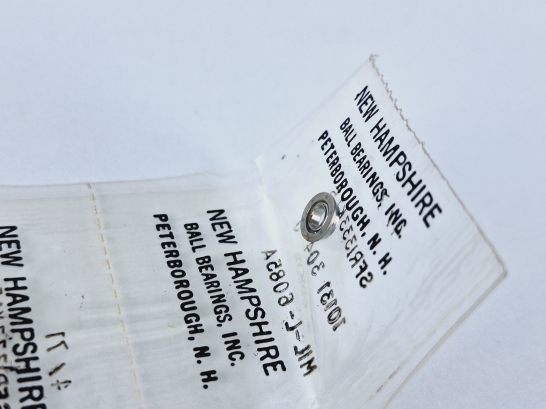 NEW HAMPSHIRE
BALL BEARINGS, INC.
PETERBOROUGH, N. H.
NEW HAMPSHIRE
BALL BEARINGS, INC.
PETERBOROUGH, N. H.
MIL-L-6085A
NEW HAMPSHIRE